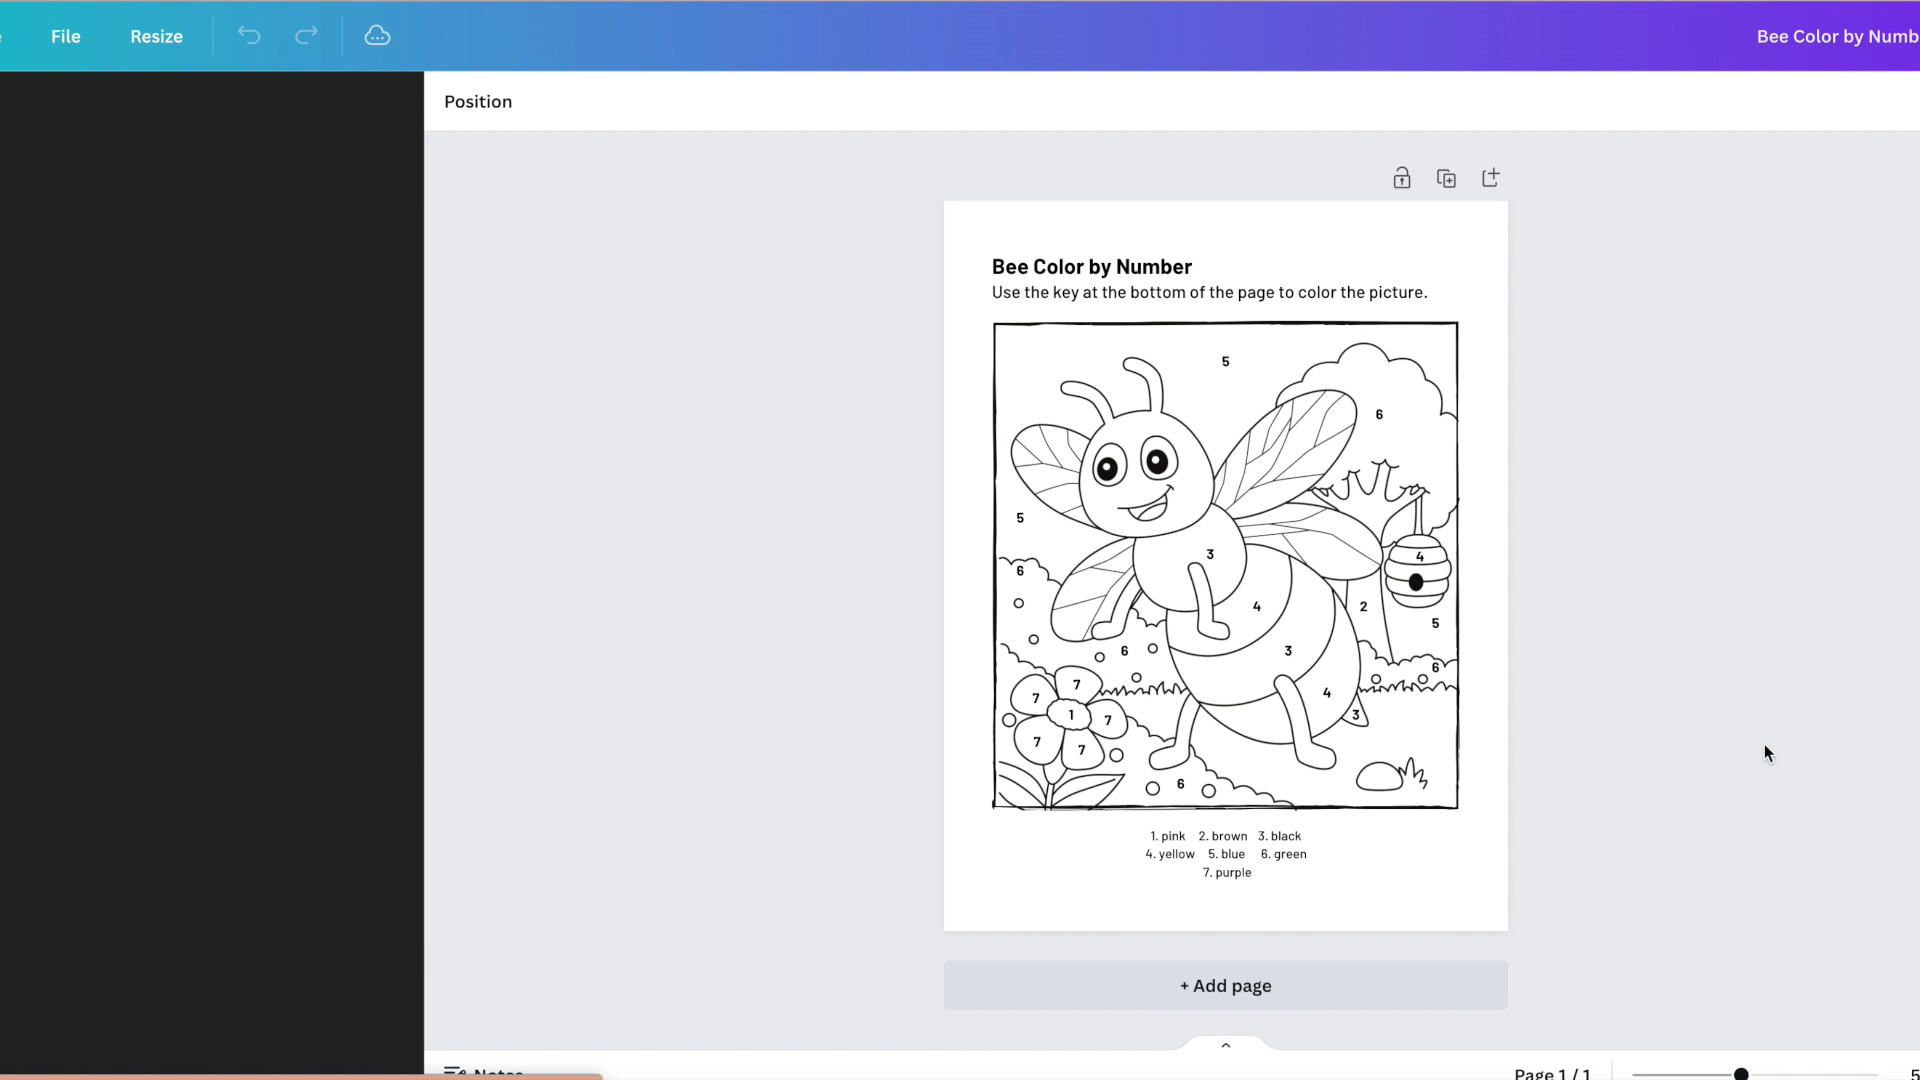 File
Resize
Bee Color by Numb
Position
Bee Color by Number
Use the key at the bottom of the page to color the picture.
5
6
5
3
4
6
4
2
5
3
6
6
7
7
4
1
7
3
7
7
6
1. pink 2. brown 3. black
4. yellow 5. blue 6. green
7. purple
+ Add page
Notes
Page 1 / 1
5